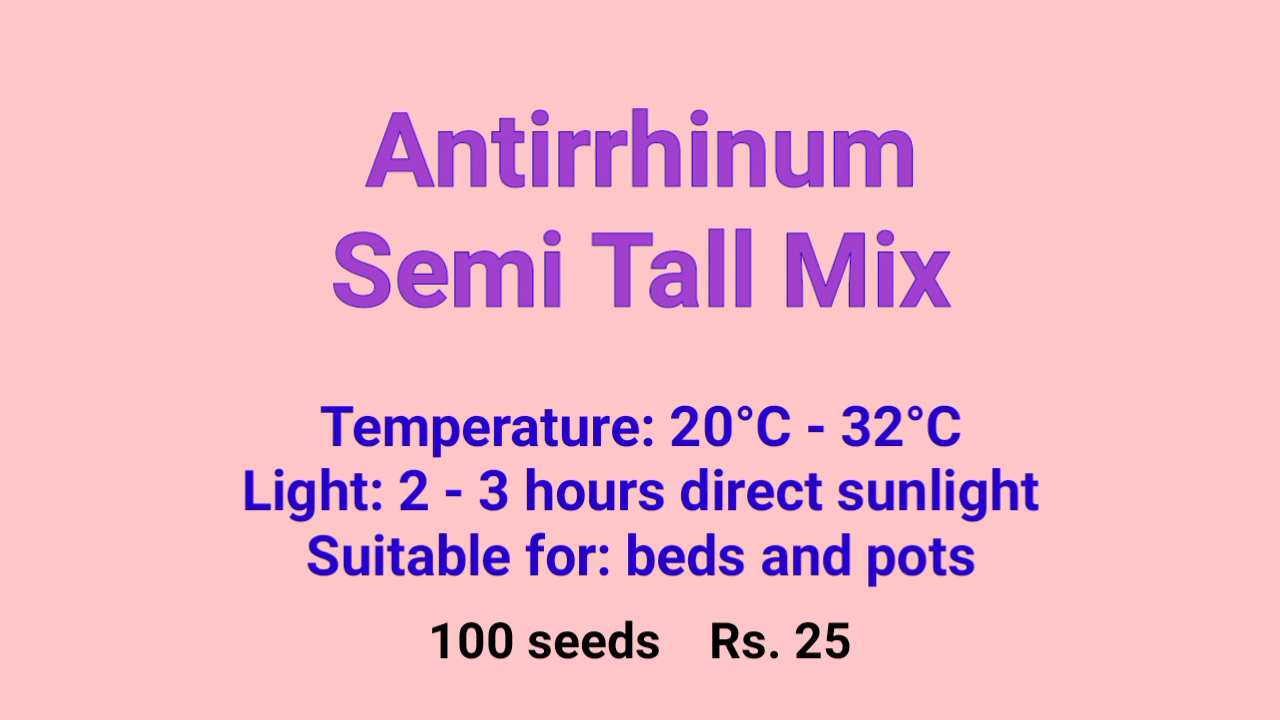 Antirrhinum
Semi Tall Mix
Temperature: 20°C - 32°C
Light: 2 - 3 hours direct sunlight
Suitable for: beds and pots
100 seeds Rs. 25